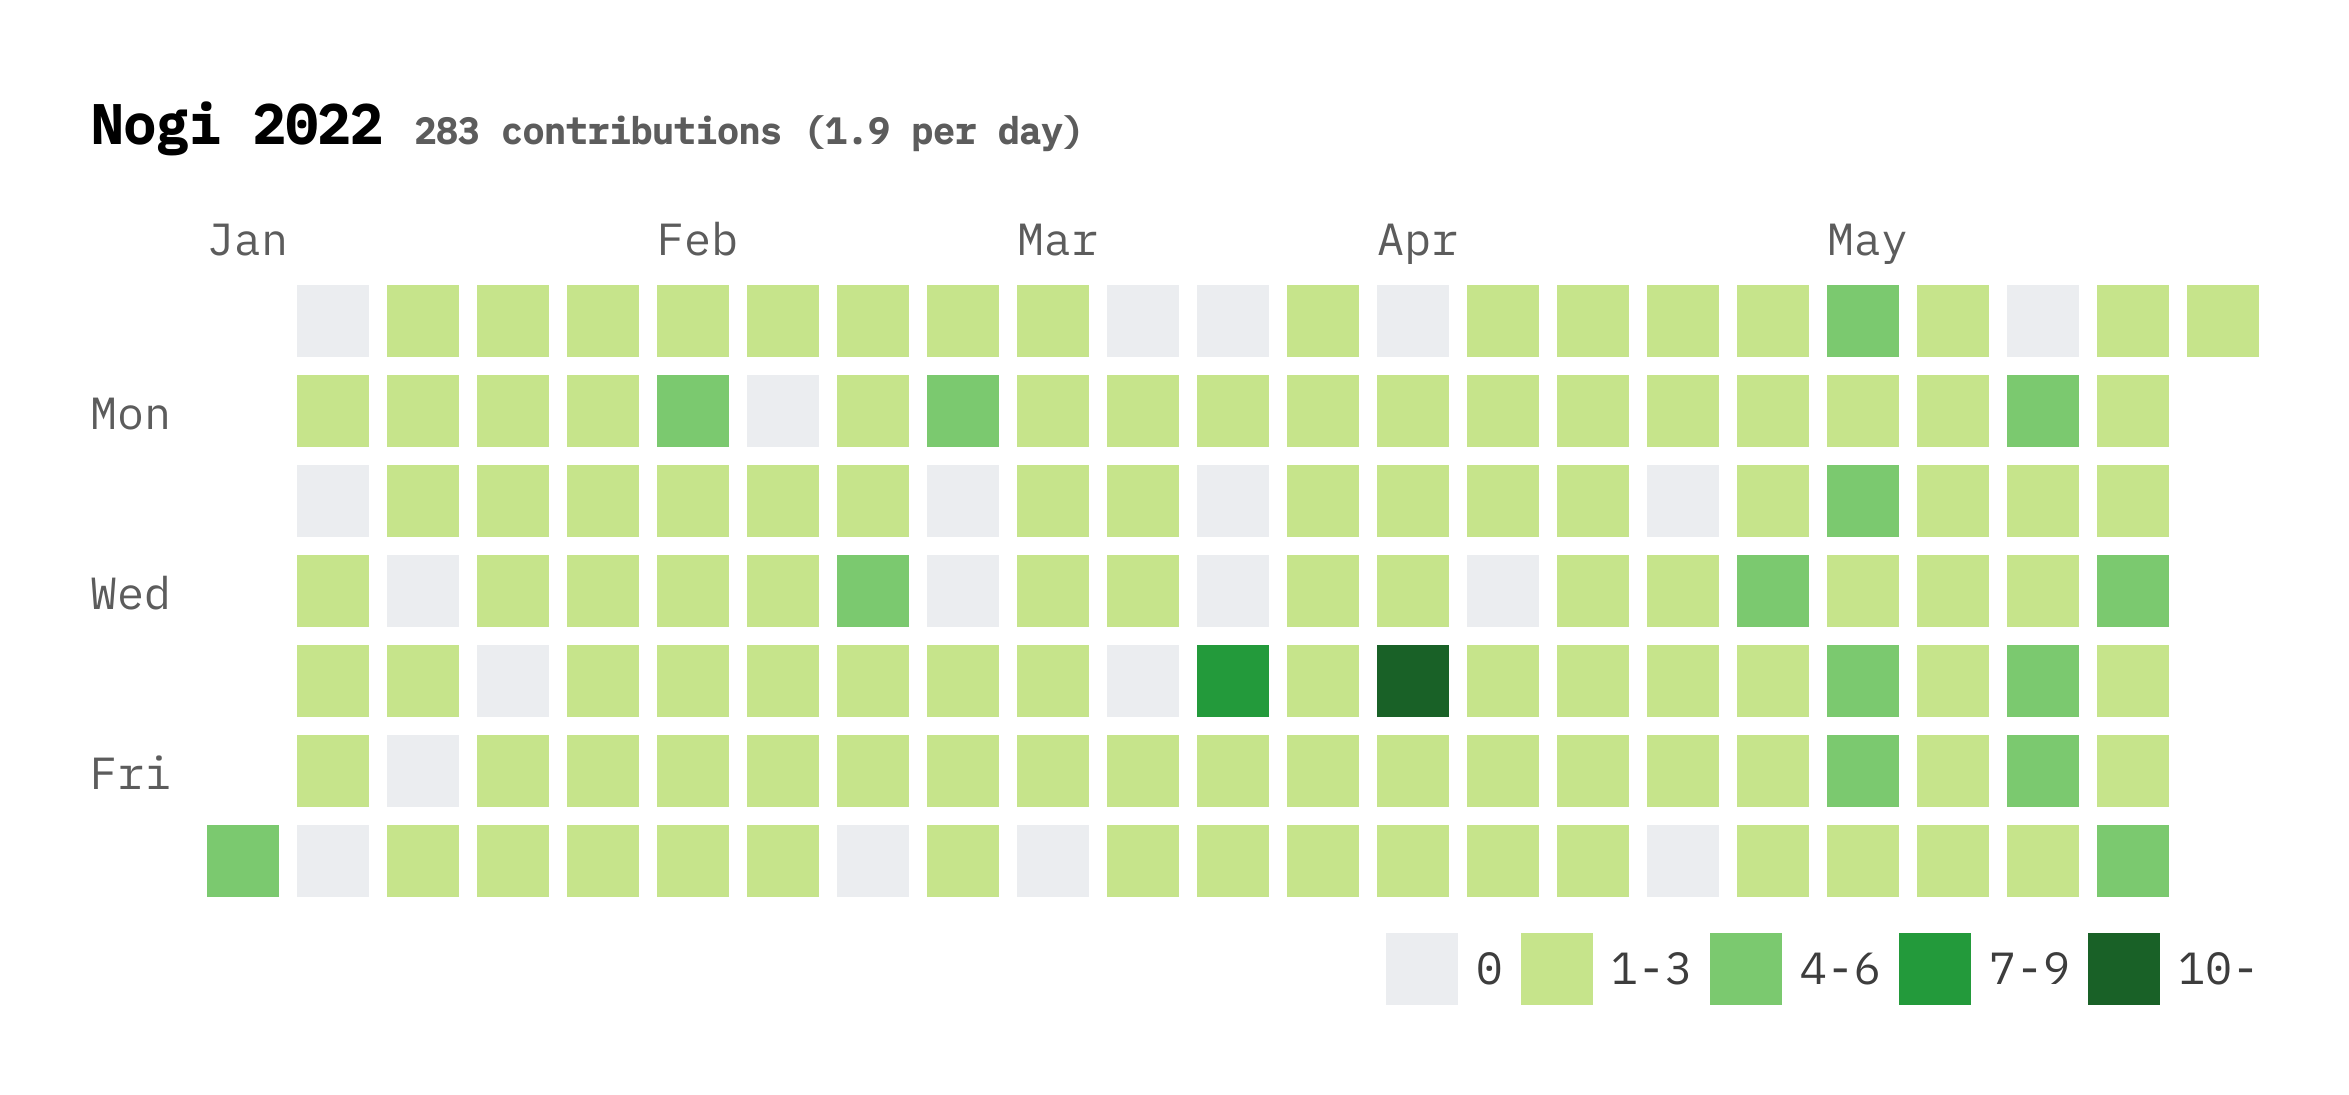 Nogi 2022 283 contributions (1.9 per day)
Jan Feb Mar Apr May
Mon
Wed
Fri
0 1-3 4-6 7-9 10-